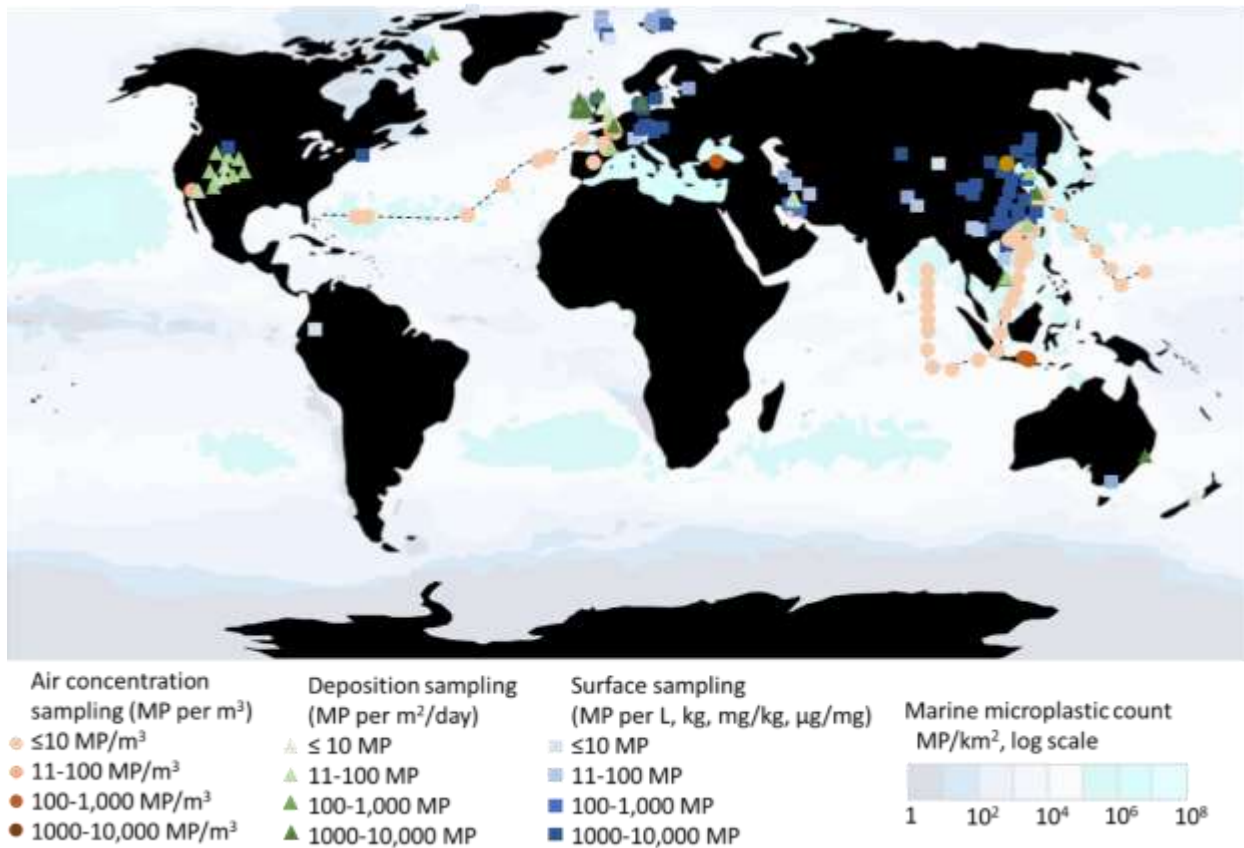 Air concentration
sampling (MP per m³)
≤10 MP/m³
11-100 MP/m³
100-1,000 MP/m³
1000-10,000 MP/m³
Deposition sampling
(MP per m²/day)
≤ 10 MP
11-100 MP
100-1,000 MP
1000-10,000 MP
Surface sampling
(MP per L, kg, mg/kg, µg/mg)
≤10 MP
11-100 MP
100-1,000 MP
1000-10,000 MP
Marine microplastic count
MP/km², log scale
1 10² 10⁴ 10⁶ 10⁸